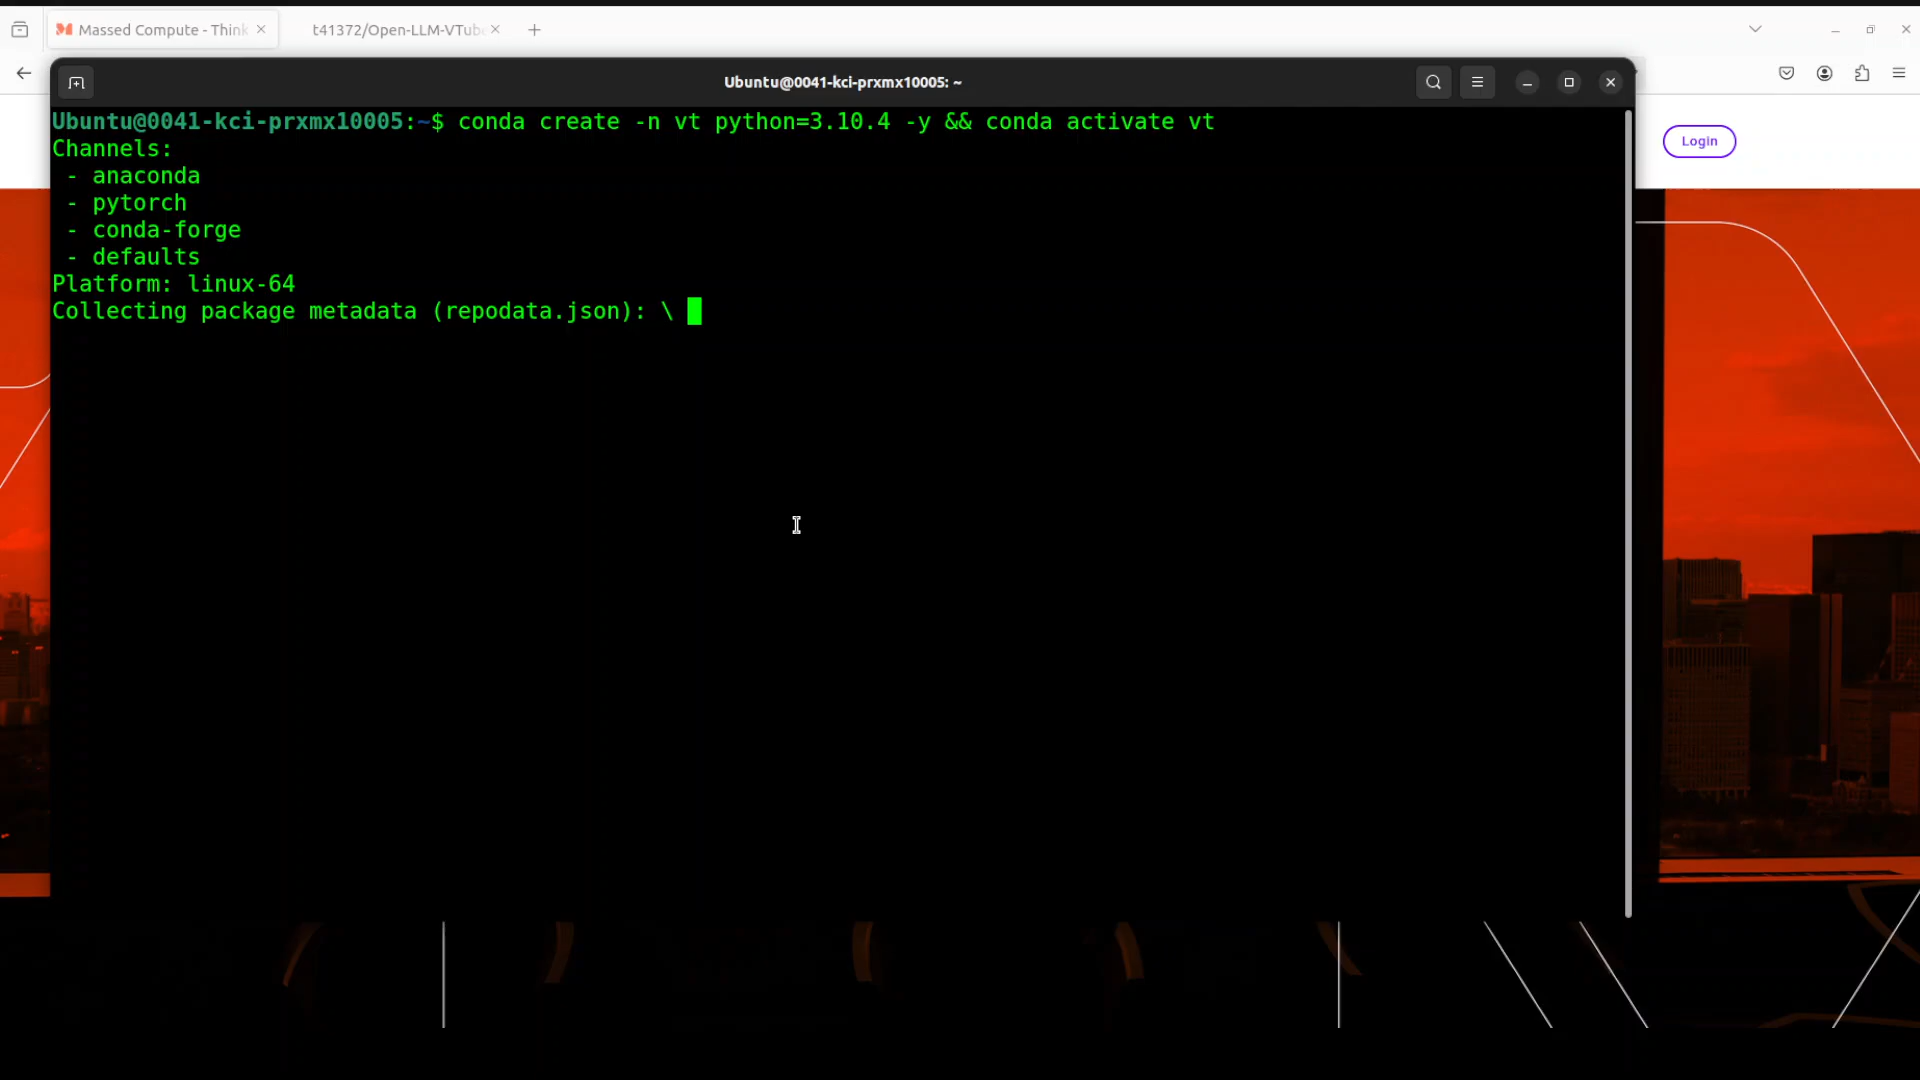 Massed Compute - Think
t41372/Open-LLM-VTube
Ubuntu@0041-kci-prxmx10005: ~
Login
Ubuntu@0041-kci-prxmx10005:~$ conda create -n vt python=3.10.4 -y && conda activate vt
Channels:
- anaconda
- pytorch
- conda-forge
- defaults
Platform: linux-64
Collecting package metadata (repodata.json): \